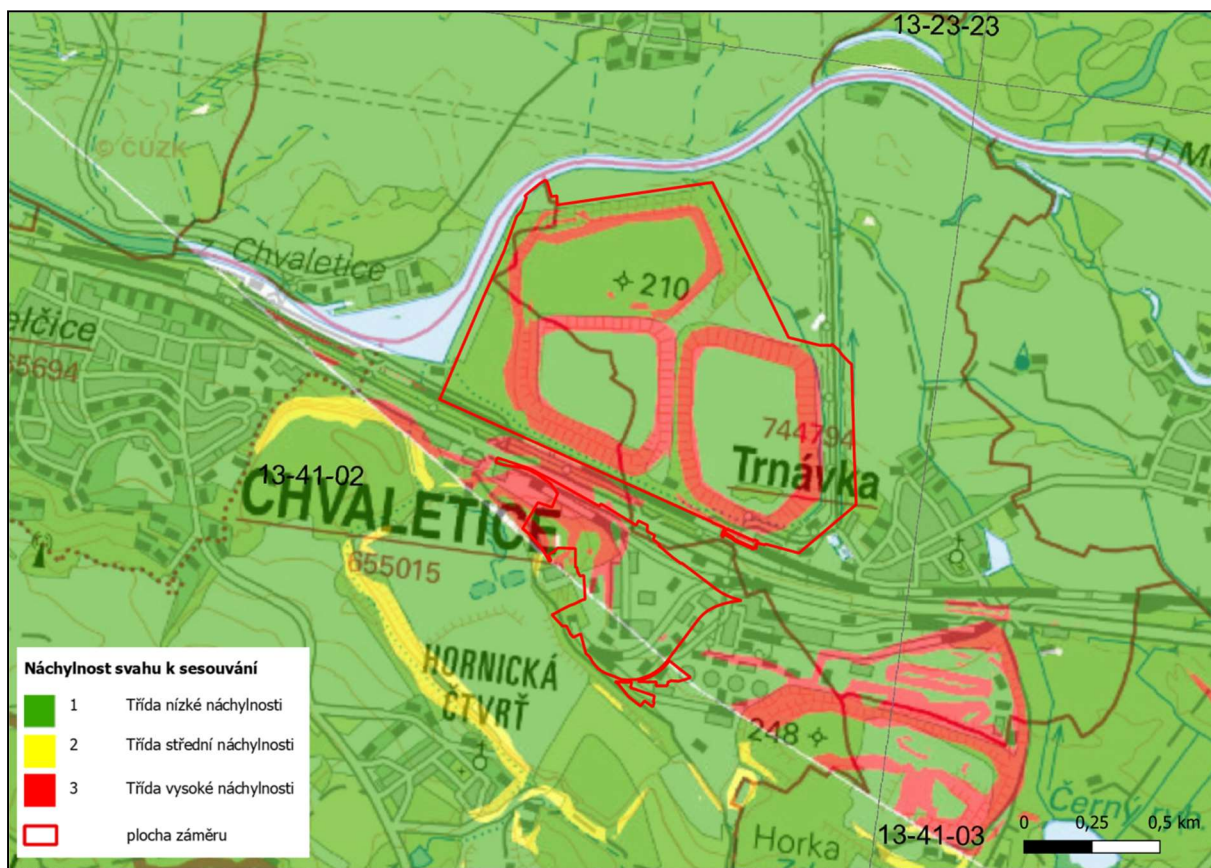 13-23-23
© ČÚZK
Chvaletice
210
65694
744794
Trnávka
13-41-02
CHVALETICE
655015
HORNICKÁ
ČTVRŤ
248
Horka
13-41-03
Náchylnost svahu k sesouvání
1 Třída nízké náchylnosti
2 Třída střední náchylnosti
3 Třída vysoké náchylnosti
plocha záměru
0 0,25 0,5 km